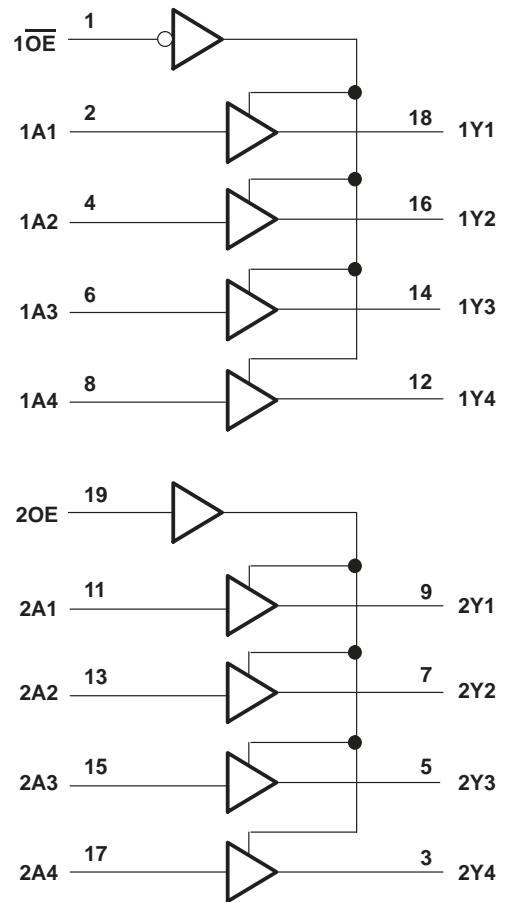 1O̅E̅ 1
1A1 2 18 1Y1
1A2 4 16 1Y2
1A3 6 14 1Y3
1A4 8 12 1Y4
2OE 19
2A1 11 9 2Y1
2A2 13 7 2Y2
2A3 15 5 2Y3
2A4 17 3 2Y4